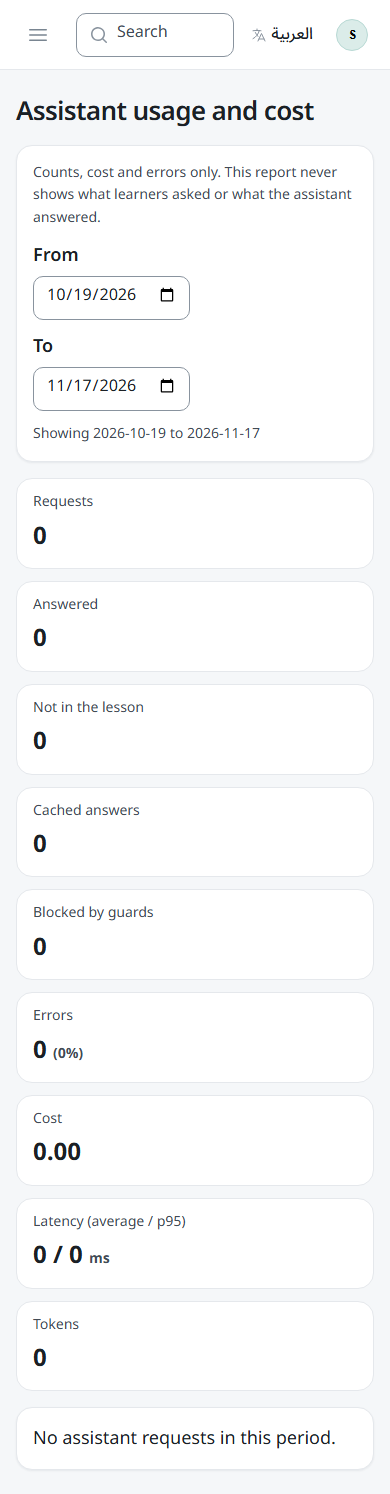 Search
العربية
S
Assistant usage and cost
Counts, cost and errors only. This report never
shows what learners asked or what the assistant
answered.
From
10/19/2026
To
11/17/2026
Showing 2026-10-19 to 2026-11-17
Requests
0
Answered
0
Not in the lesson
0
Cached answers
0
Blocked by guards
0
Errors
0 (0%)
Cost
0.00
Latency (average / p95)
0 / 0 ms
Tokens
0
No assistant requests in this period.